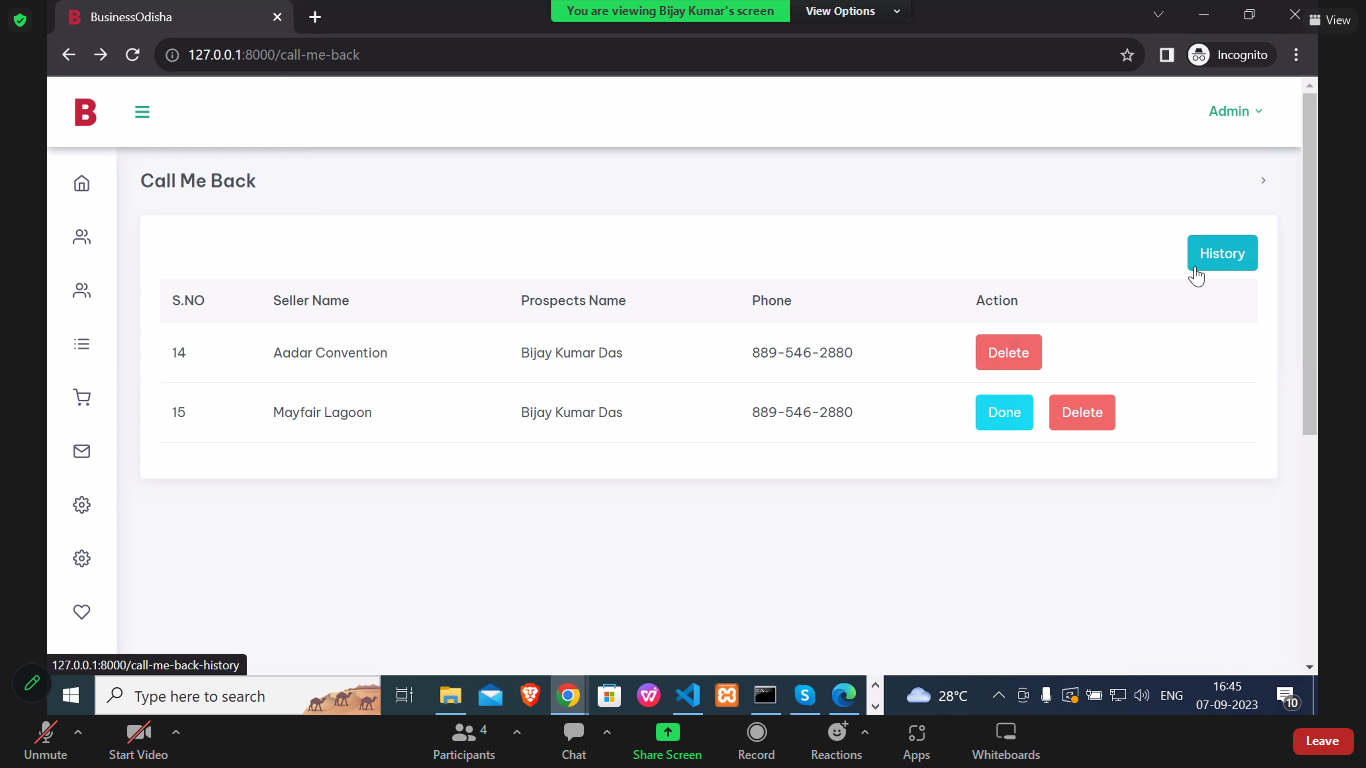 BusinessOdisha
You are viewing Bijay Kumar's screen
View Options
View
127.0.0.1:8000/call-me-back
Incognito
B
Admin
Call Me Back
History
S.NO Seller Name Prospects Name Phone Action
14 Aadar Convention Bijay Kumar Das 889-546-2880 Delete
15 Mayfair Lagoon Bijay Kumar Das 889-546-2880 Done Delete
127.0.0.1:8000/call-me-back-history
Type here to search
28°C
ENG
16:45
07-09-2023
10
Unmute
Start Video
Participants 4
Chat
Share Screen
Record
Reactions
Apps
Whiteboards
Leave